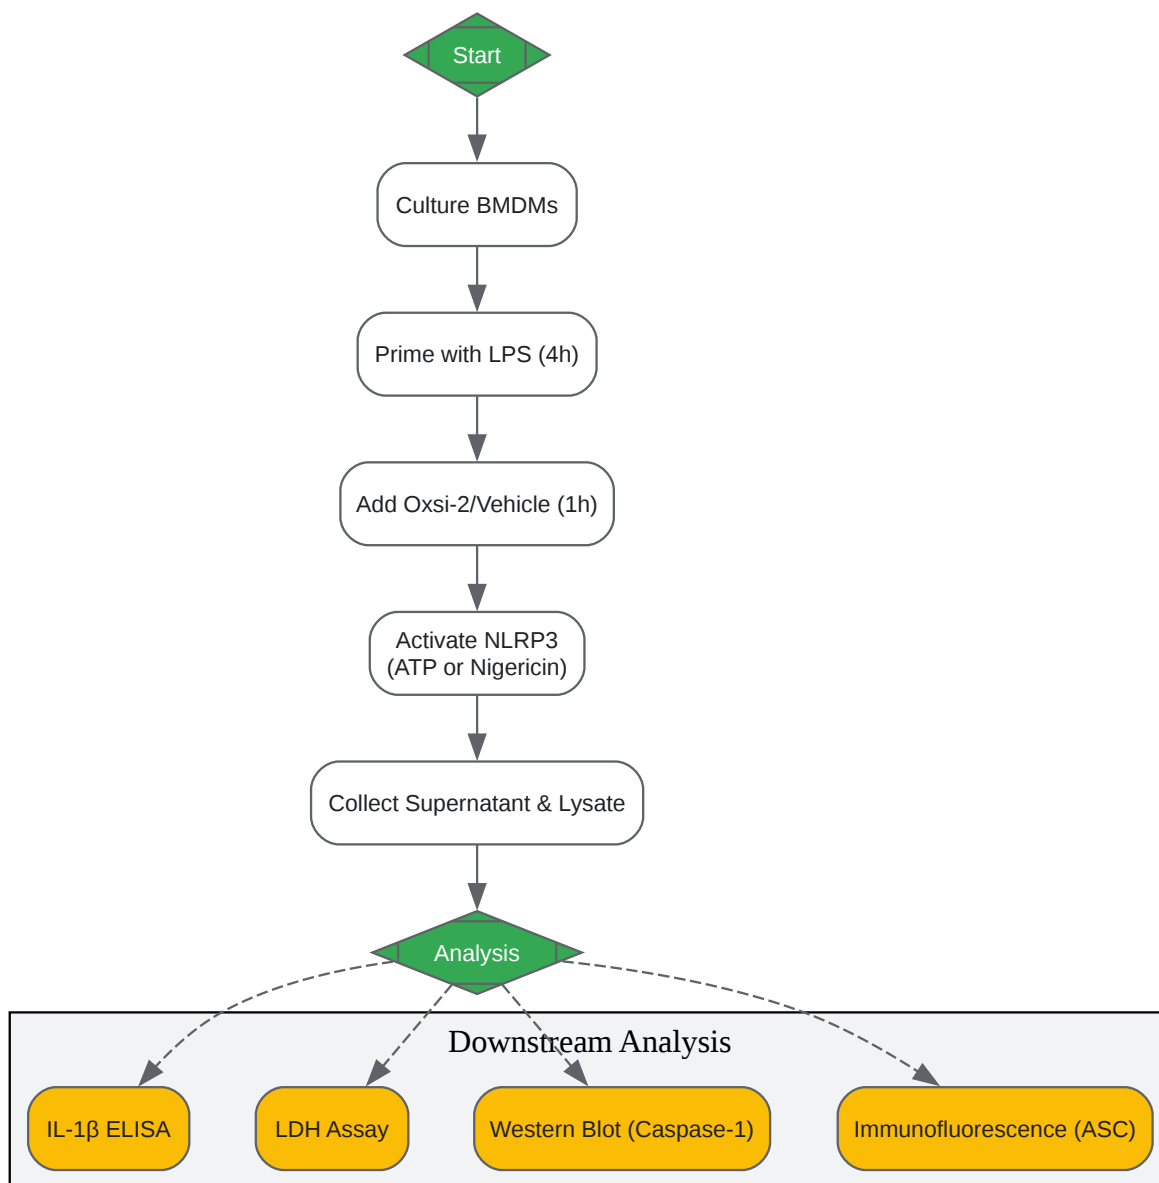 Start
Culture BMDMs
Prime with LPS (4h)
Add Oxsi-2/Vehicle (1h)
Activate NLRP3
(ATP or Nigericin)
Collect Supernatant & Lysate
Analysis
Downstream Analysis
IL-1β ELISA
LDH Assay
Western Blot (Caspase-1)
Immunofluorescence (ASC)